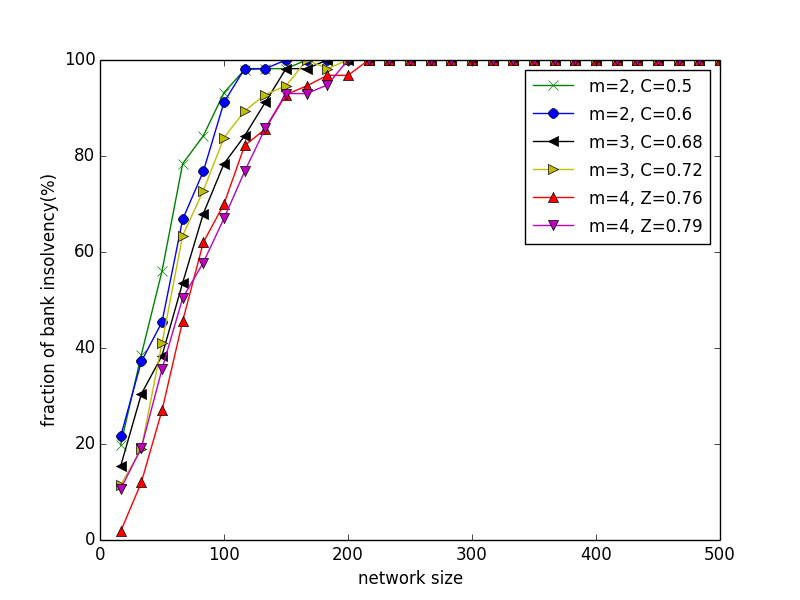 100
80
60
40
20
0
fraction of bank insolvency(%)
m=2, C=0.5
m=2, C=0.6
m=3, C=0.68
m=3, C=0.72
m=4, Z=0.76
m=4, Z=0.79
0 100 200 300 400 500
network size